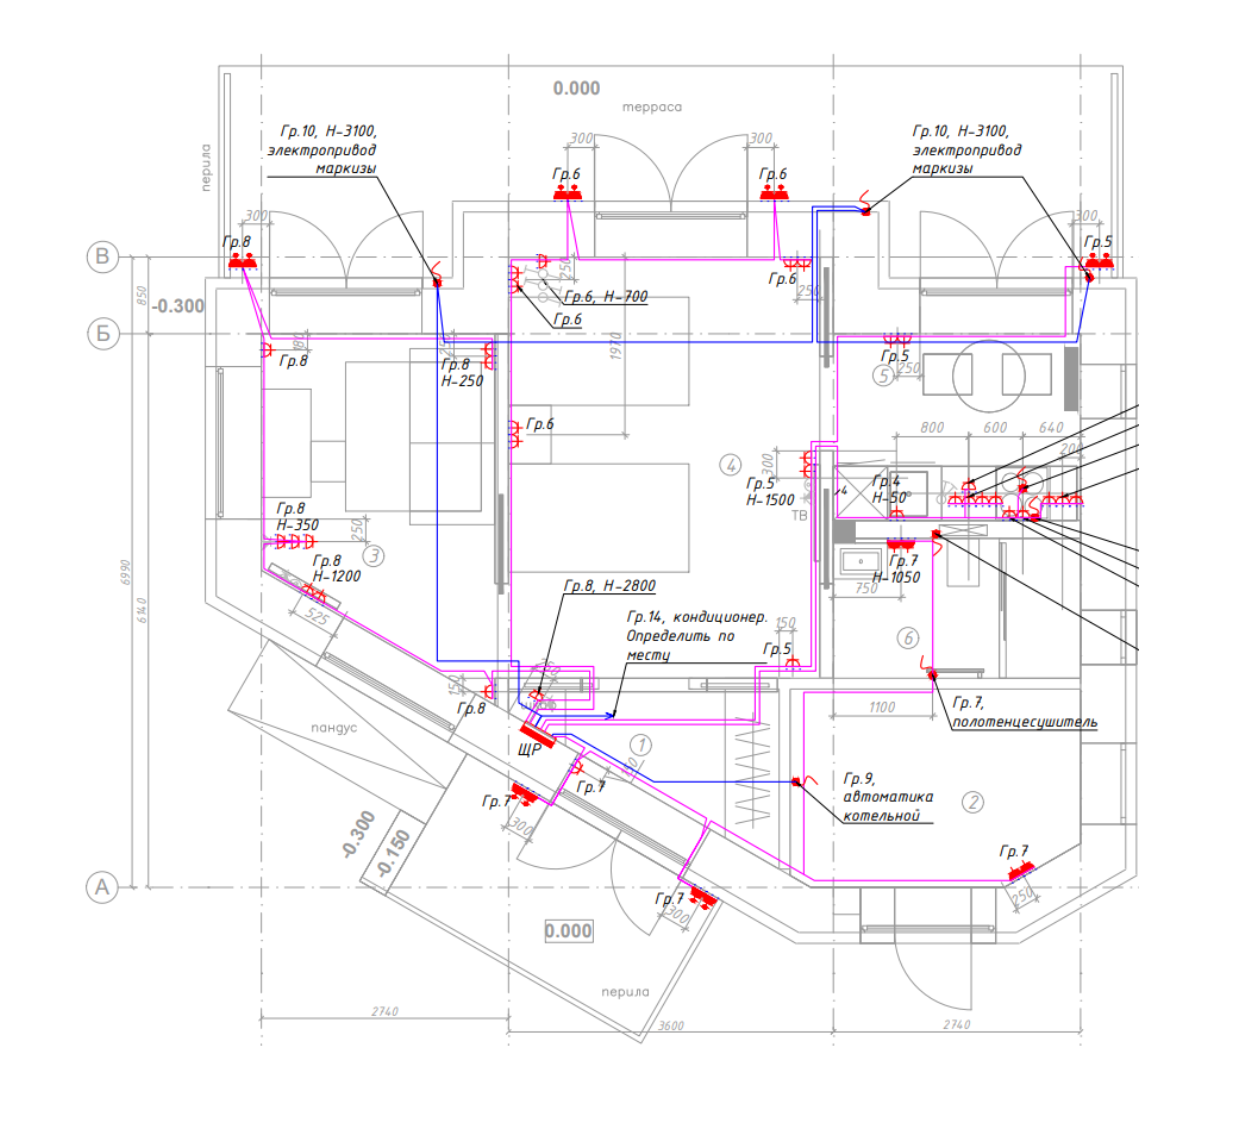 0.000
терраса
Гр.10, Н-3100,
электропривод
маркизы
300
300
Гр.10, Н-3100,
электропривод
маркизы
перила
Гр.6
Гр.6
300
Гр.8
300
Гр.5
В
250
Гр.6
250
850
-0.300
Гр.6, Н-700
Гр.6
Б
180
1970
Гр.8
Гр.8
Н-250
Гр.5
5
250
Гр.6
800
600
640
200
4
300
Гр.5
Н-1500
ТВ
Гр.4
Н-50
4
Гр.8
Н-350
250
3
Гр.8
Н-1200
525
6990
6140
Гр.7
Н-1050
750
Гр.8, Н-2800
Гр.14, кондиционер.
Определить по
месту
150
Гр.5
6
150
Гр.8
1100
Гр.7,
полотенцесушитель
пандус
ЩР
1
Гр.7
Гр.7
300
Гр.9,
автоматика
котельной
2
-0.300
-0.150
Гр.7
250
А
Гр.7
300
0.000
перила
2740
3600
2740